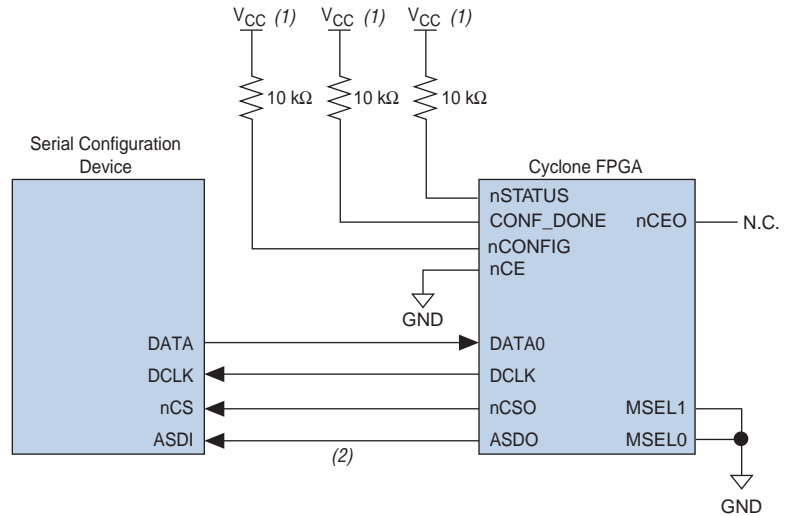 VCC (1) VCC (1) VCC (1)
10 kΩ 10 kΩ 10 kΩ
Serial Configuration
Device
Cyclone FPGA
nSTATUS
CONF_DONE nCEO N.C.
nCONFIG
nCE
GND
DATA DATA0
DCLK DCLK
nCS nCSO MSEL1
ASDI (2) ASDO MSEL0
GND